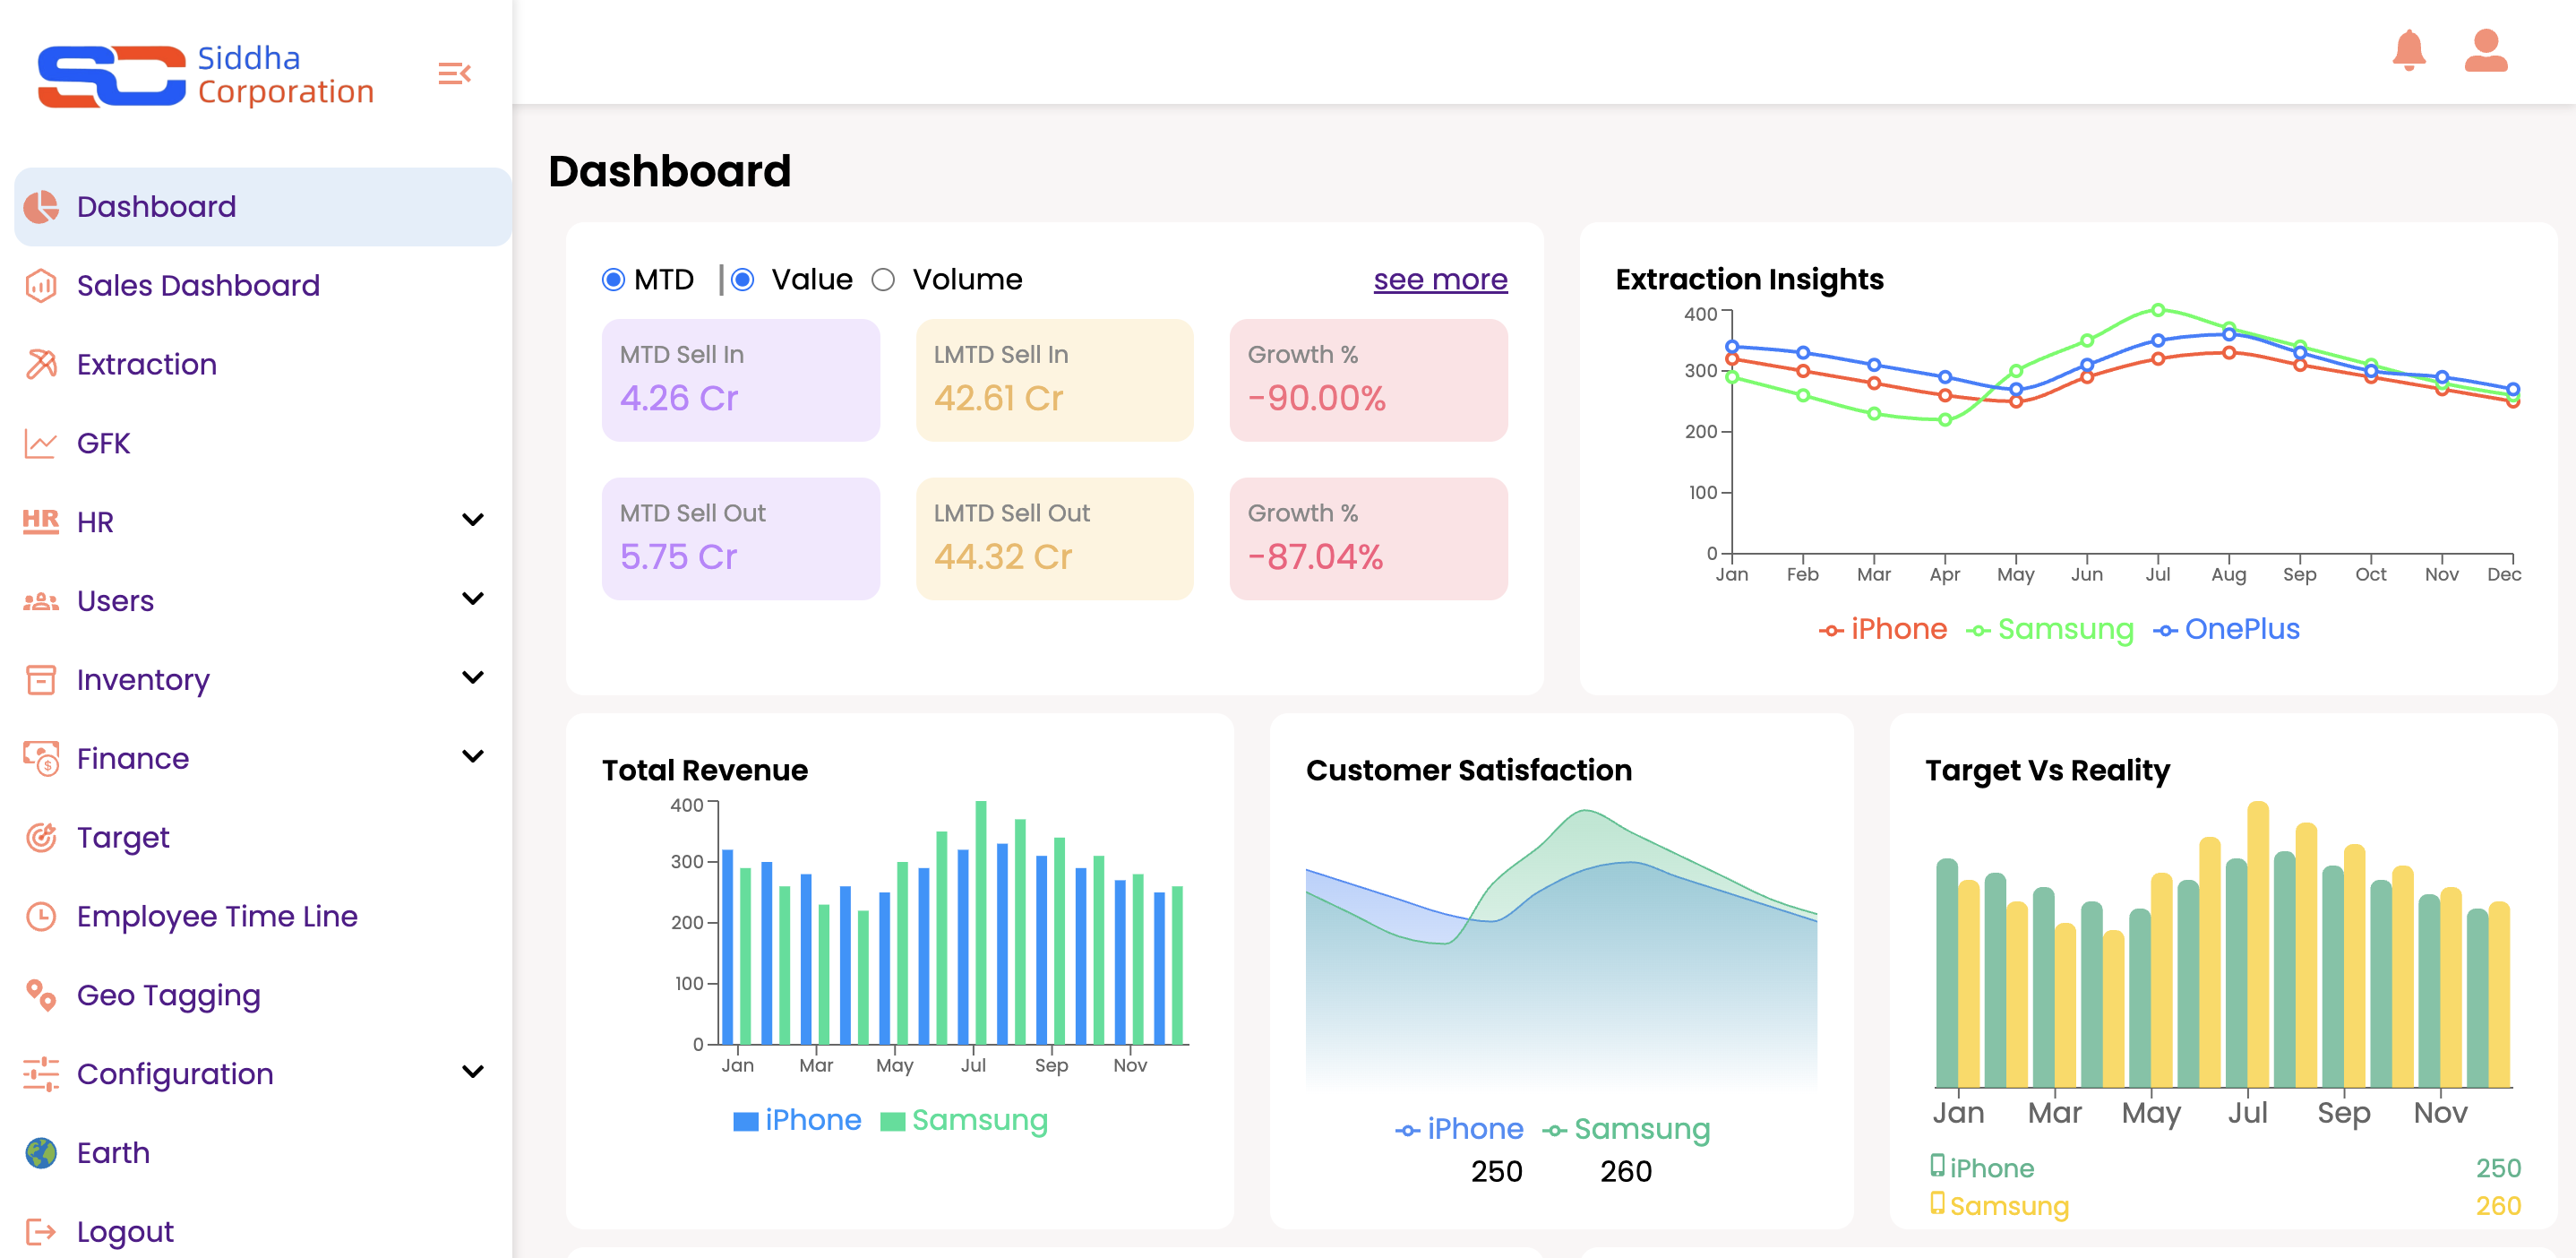 Siddha
Corporation
Dashboard
Sales Dashboard
Extraction
GFK
HR HR
Users
Inventory
Finance
Target
Employee Time Line
Geo Tagging
Configuration
Earth
Logout
Dashboard
MTD | Value Volume see more
MTD Sell In LMTD Sell In Growth %
4.26 Cr 42.61 Cr -90.00%
MTD Sell Out LMTD Sell Out Growth %
5.75 Cr 44.32 Cr -87.04%
Extraction Insights
400
300
200
100
0
Jan Feb Mar Apr May Jun Jul Aug Sep Oct Nov Dec
iPhone Samsung OnePlus
Total Revenue
400
300
200
100
0
Jan Mar May Jul Sep Nov
iPhone Samsung
Customer Satisfaction
iPhone Samsung
250 260
Target Vs Reality
Jan Mar May Jul Sep Nov
iPhone 250
Samsung 260